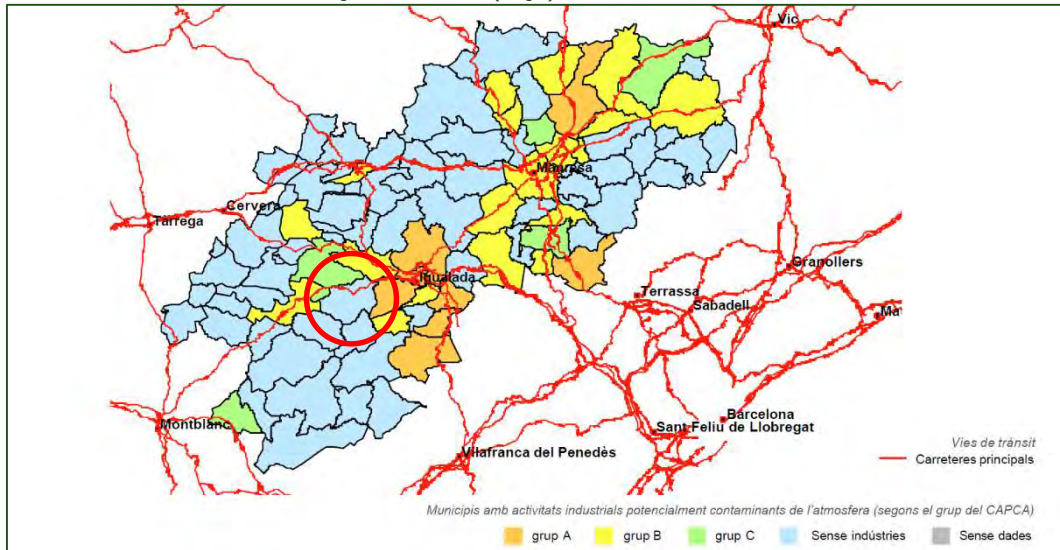 Vic
Manresa
Cervera
Tàrrega
Igualada
Granollers
Terrassa
Sabadell
Ma
Barcelona
Montblanc
Sant Feliu de Llobregat
Vilafranca del Penedès
Vies de trànsit
Carreteres principals
Municipis amb activitats industrials potencialment contaminants de l'atmosfera (segons el grup del CAPCA)
grup A grup B grup C Sense indústries Sense dades